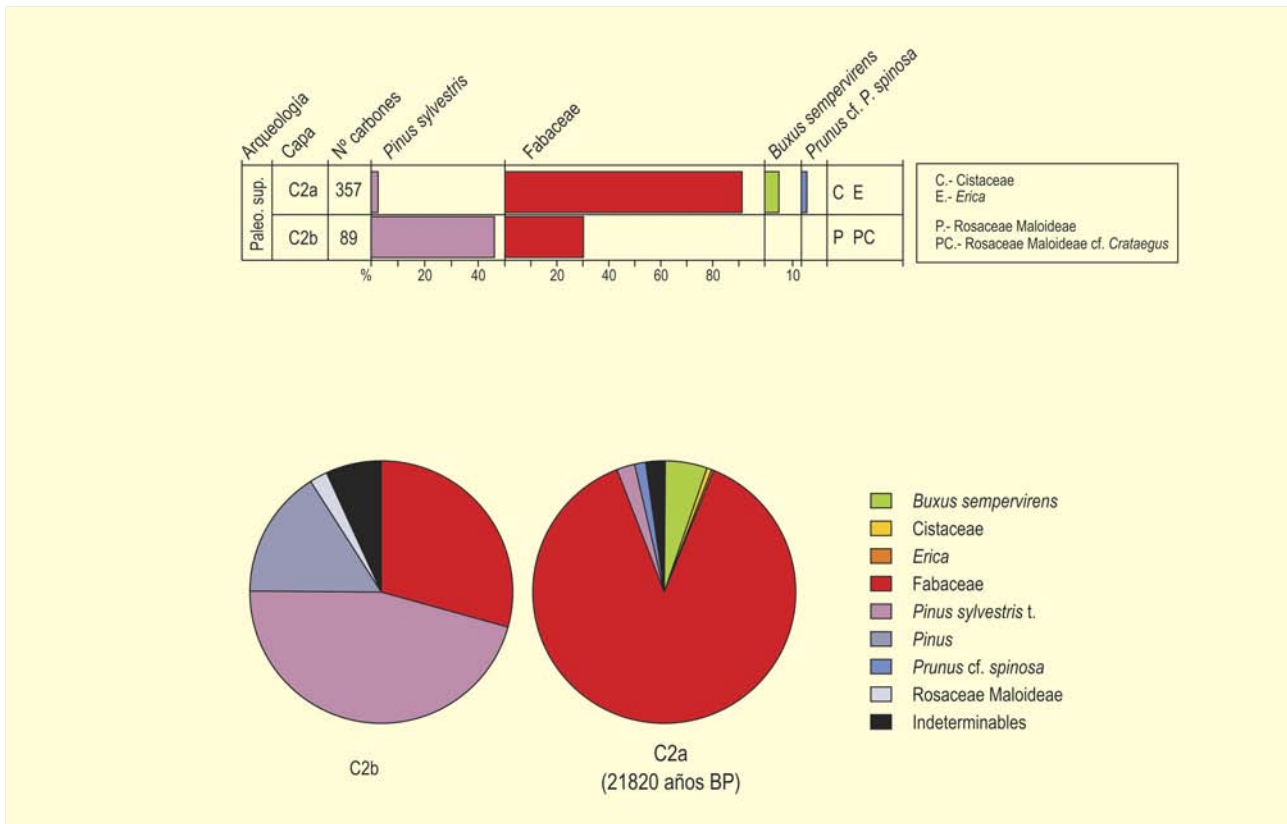 Arqueologia
Capa
Nº carbones
Pinus sylvestris
Fabaceae
Buxus sempervirens
Prunus cf. P. spinosa
Paleo. sup.
C2a 357 C E
C2b 89 P PC
% 20 40 20 40 60 80 10
C.- Cistaceae
E.- Erica
P.- Rosaceae Maloideae
PC.- Rosaceae Maloideae cf. Crataegus
Buxus sempervirens
Cistaceae
Erica
Fabaceae
Pinus sylvestris t.
Pinus
Prunus cf. spinosa
Rosaceae Maloideae
Indeterminables
C2b
C2a
(21820 años BP)